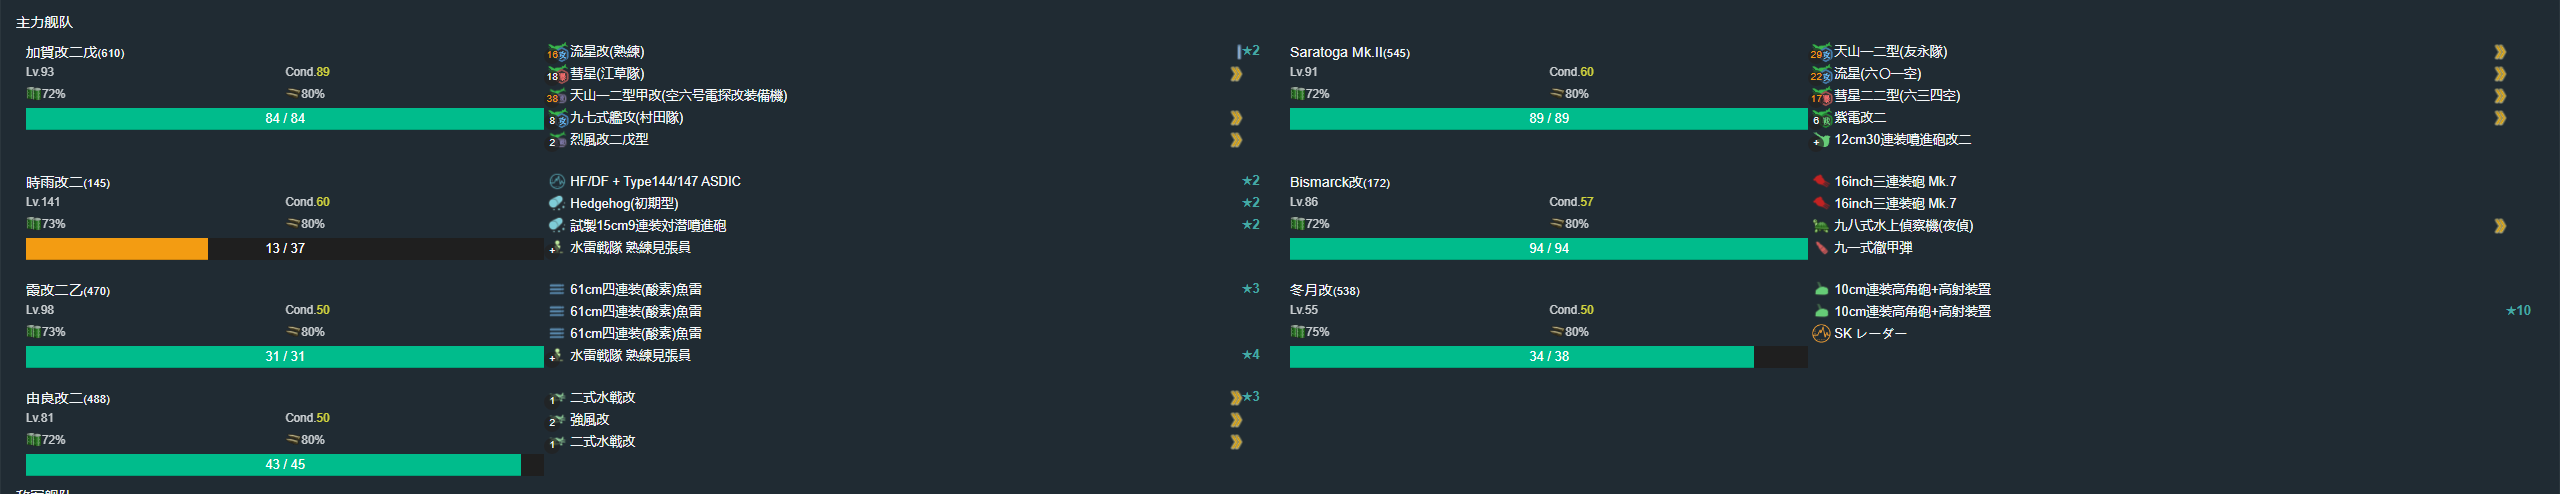 主力舰队
加賀改二戊(610)
Lv.93 Cond.89
72% 80%
84 / 84
16 流星改(熟練) ★2
18 彗星(江草隊)
38 天山一二型甲改(空六号電探改装備機)
8 九七式艦攻(村田隊)
2 烈風改二戊型
Saratoga Mk.II(545)
Lv.91 Cond.60
72% 80%
89 / 89
29 天山一二型(友永隊)
22 流星(六〇一空)
17 彗星二二型(六三四空)
6 紫電改二
+ 12cm30連装噴進砲改二
時雨改二(145)
Lv.141 Cond.60
73% 80%
13 / 37
HF/DF + Type144/147 ASDIC ★2
Hedgehog(初期型) ★2
試製15cm9連装対潜噴進砲 ★2
+ 水雷戦隊 熟練見張員
Bismarck改(172)
Lv.86 Cond.57
72% 80%
94 / 94
16inch三連装砲 Mk.7
16inch三連装砲 Mk.7
九八式水上偵察機(夜偵)
九一式徹甲弾
霞改二乙(470)
Lv.98 Cond.50
73% 80%
31 / 31
61cm四連装(酸素)魚雷 ★3
61cm四連装(酸素)魚雷
61cm四連装(酸素)魚雷
+ 水雷戦隊 熟練見張員 ★4
冬月改(538)
Lv.55 Cond.50
75% 80%
34 / 38
10cm連装高角砲+高射装置
10cm連装高角砲+高射装置 ★10
SK レーダー
由良改二(488)
Lv.81 Cond.50
72% 80%
43 / 45
1 二式水戦改 ★3
2 強風改
1 二式水戦改